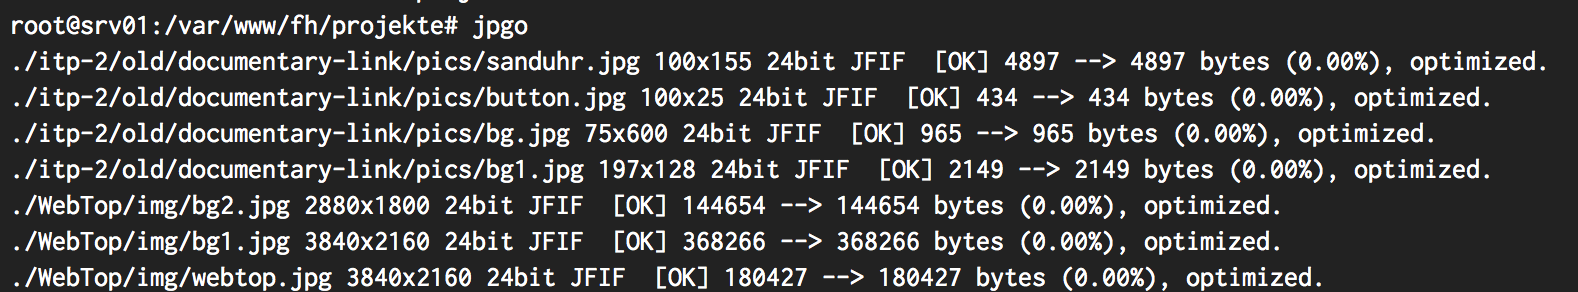 root@srv01:/var/www/fh/projekte# jpgo
./itp-2/old/documentary-link/pics/sanduhr.jpg 100x155 24bit JFIF  [OK] 4897 --> 4897 bytes (0.00%), optimized.
./itp-2/old/documentary-link/pics/button.jpg 100x25 24bit JFIF  [OK] 434 --> 434 bytes (0.00%), optimized.
./itp-2/old/documentary-link/pics/bg.jpg 75x600 24bit JFIF  [OK] 965 --> 965 bytes (0.00%), optimized.
./itp-2/old/documentary-link/pics/bg1.jpg 197x128 24bit JFIF  [OK] 2149 --> 2149 bytes (0.00%), optimized.
./WebTop/img/bg2.jpg 2880x1800 24bit JFIF  [OK] 144654 --> 144654 bytes (0.00%), optimized.
./WebTop/img/bg1.jpg 3840x2160 24bit JFIF  [OK] 368266 --> 368266 bytes (0.00%), optimized.
./WebTop/img/webtop.jpg 3840x2160 24bit JFIF  [OK] 180427 --> 180427 bytes (0.00%), optimized.